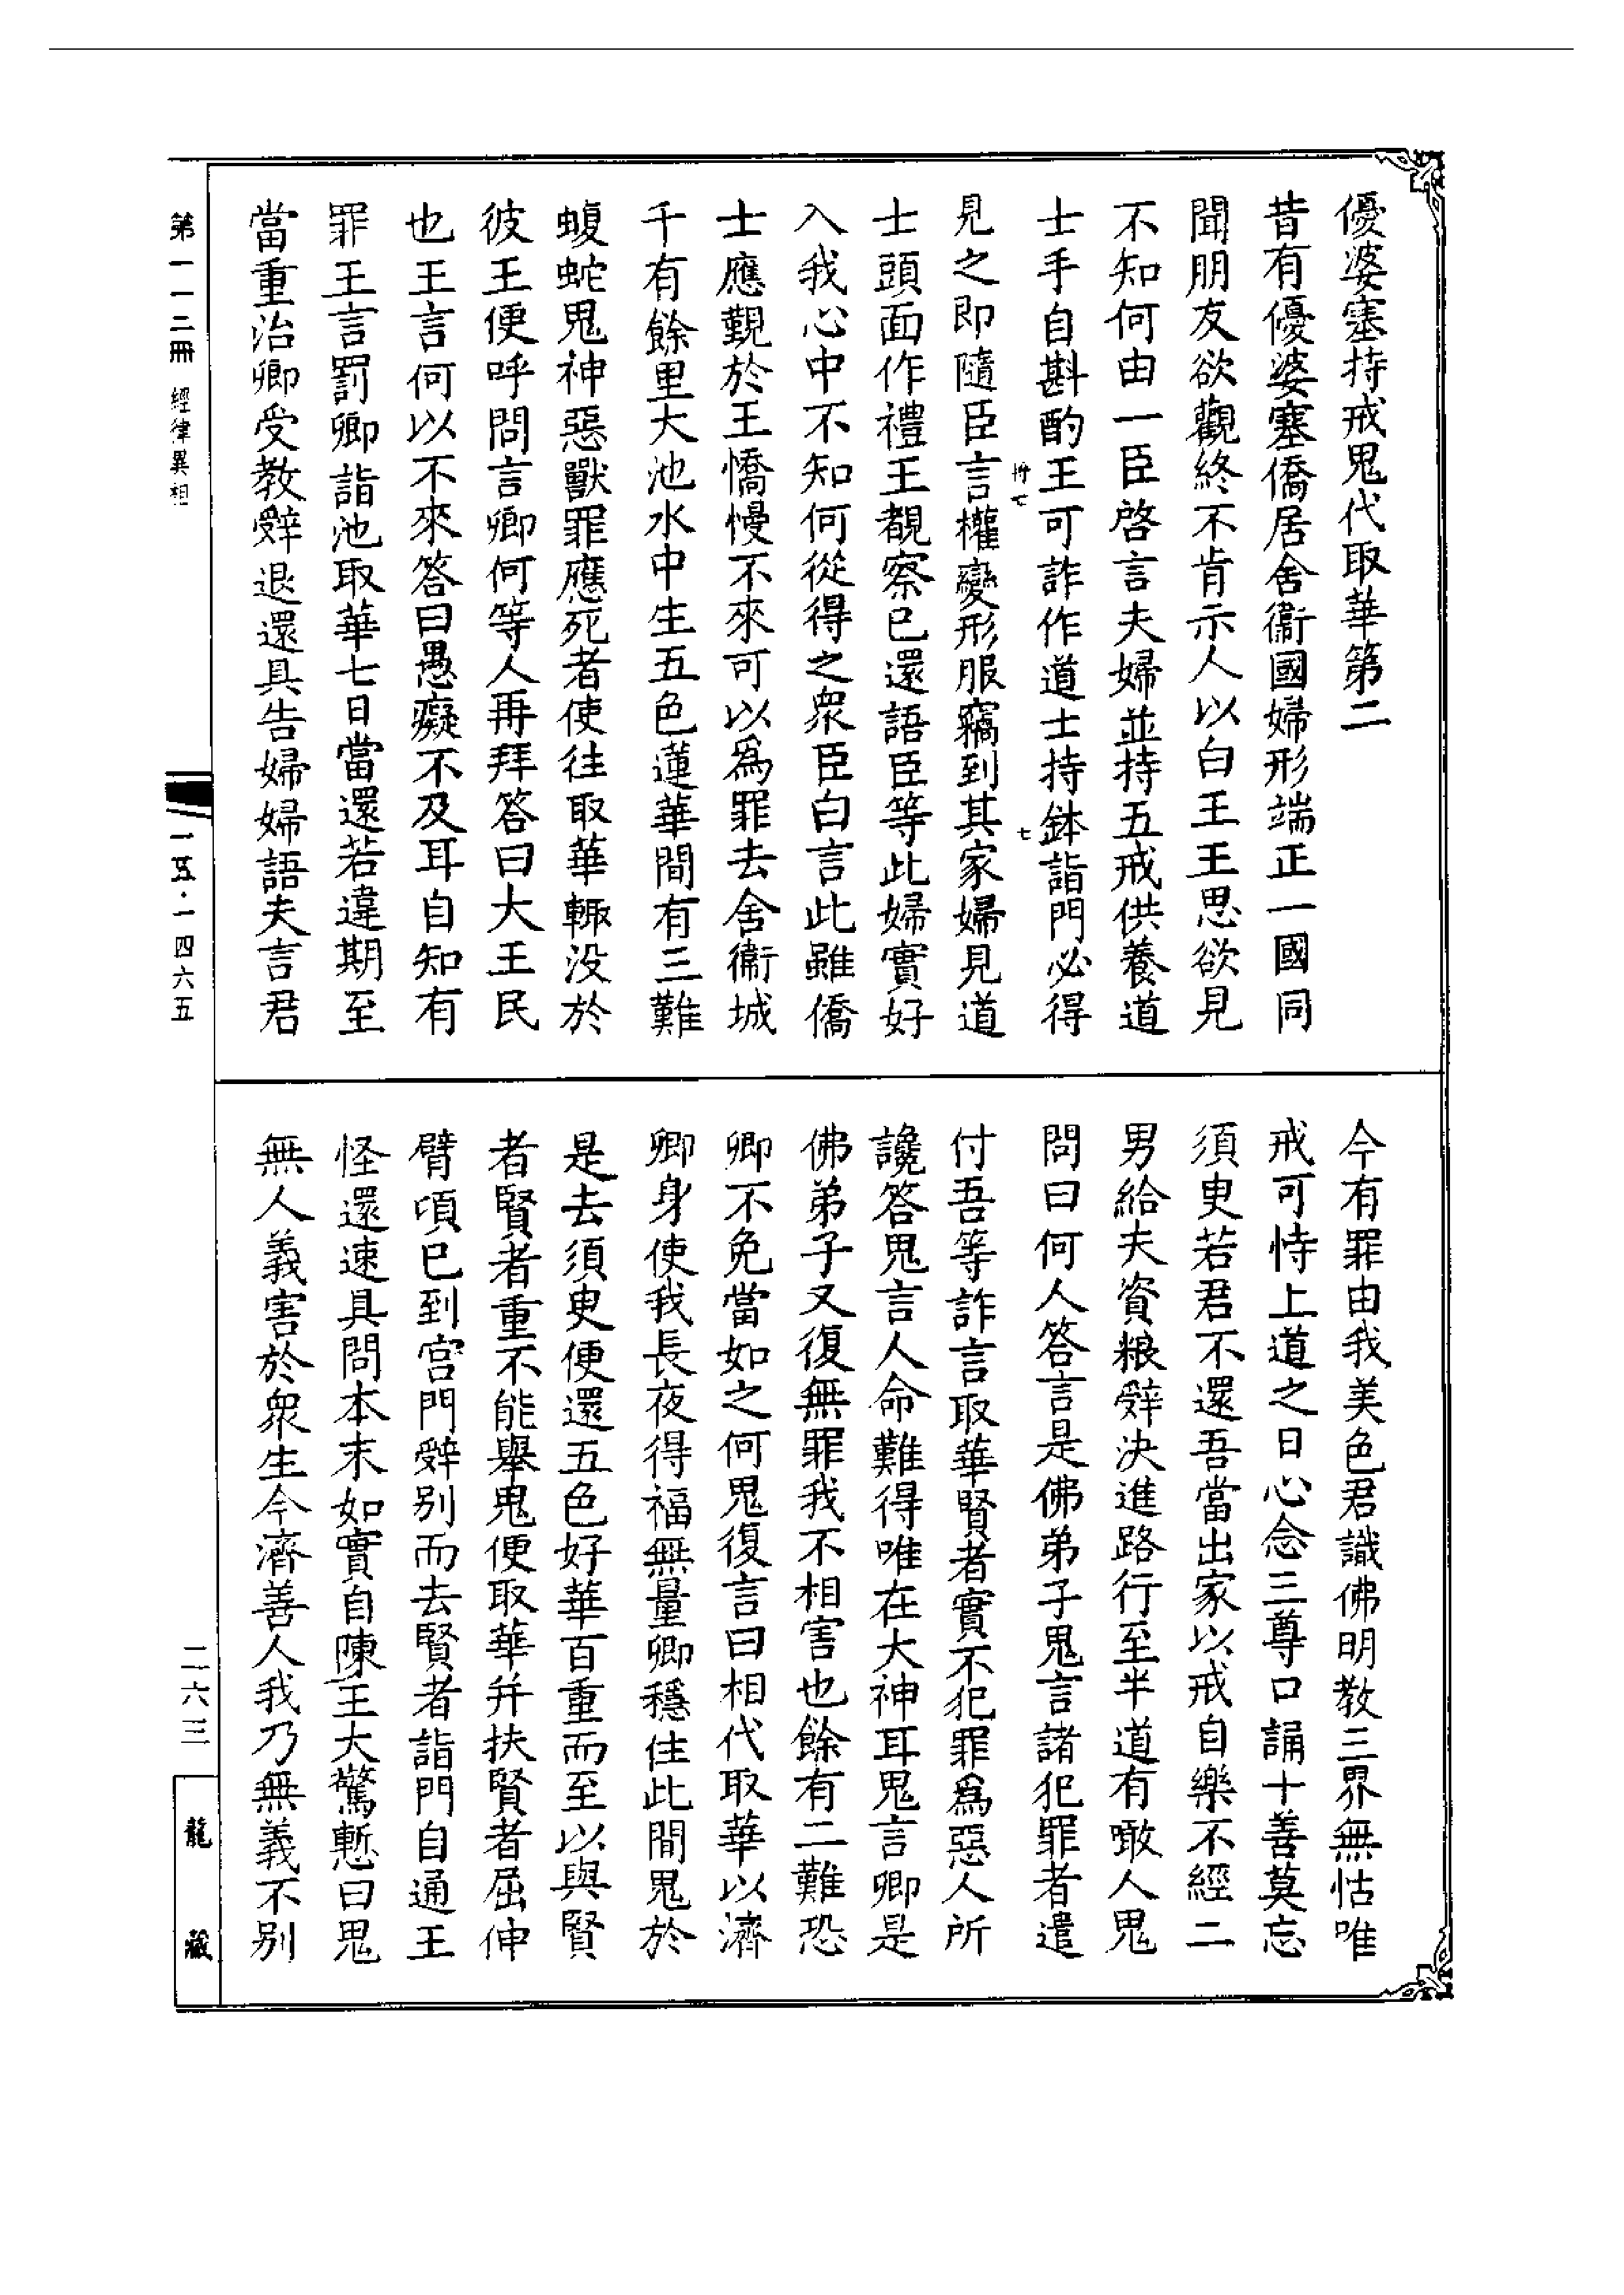 優婆塞持戒鬼代取華第二
昔有優婆塞僑居舍衞國婦形端正一國同
聞朋友欲觀終不肯示人以白王王思欲見
不知何由一臣啓言夫婦並持五戒供養道
士手自斟酌王可詐作道士持鉢詣門必得
見之即隨臣言權變形服竊到其家婦見道
士頭面作禮王覩察已還語臣等此婦實好
入我心中不知何從得之衆臣白言此雖僑
士應覲於王憍慢不來可以爲罪去舍衞城
千有餘里大池水中生五色蓮華間有三難
蝮蛇鬼神惡獸罪應死者使往取華輒没於
彼王便呼問言卿何等人再拜答曰大王民
也王言何以不來答曰愚癡不及耳自知有
罪王言罰卿詣池取華七日當還若違期至
當重治卿受教辤退還具告婦婦語夫言君
今有罪由我美色君識佛明教三界無怙唯
戒可恃上道之日心念三尊口誦十善莫忘
須臾若君不還吾當出家以戒自樂不經二
男給夫資粮辤決進路行至半道有噉人鬼
問曰何人答言是佛弟子鬼言諸犯罪者遣
付吾等詐言取華賢者實不犯罪爲惡人所
讒答鬼言人命難得唯在大神耳鬼言卿是
佛弟子又復無罪我不相害也餘有二難恐
卿不免當如之何鬼復言曰相代取華以濟
卿身使我長夜得福無量卿穩住此間鬼於
是去須臾便還五色好華百重而至以與賢
者賢者重不能舉鬼便取華并扶賢者屈伸
臂頃已到宮門辤别而去賢者詣門自通王
怪還速具問本末如實自陳王大驚慙曰鬼
無人義害於衆生今濟善人我乃無義不别
第一一二冊 經律異相
一五·一四六五
二六三
龍藏